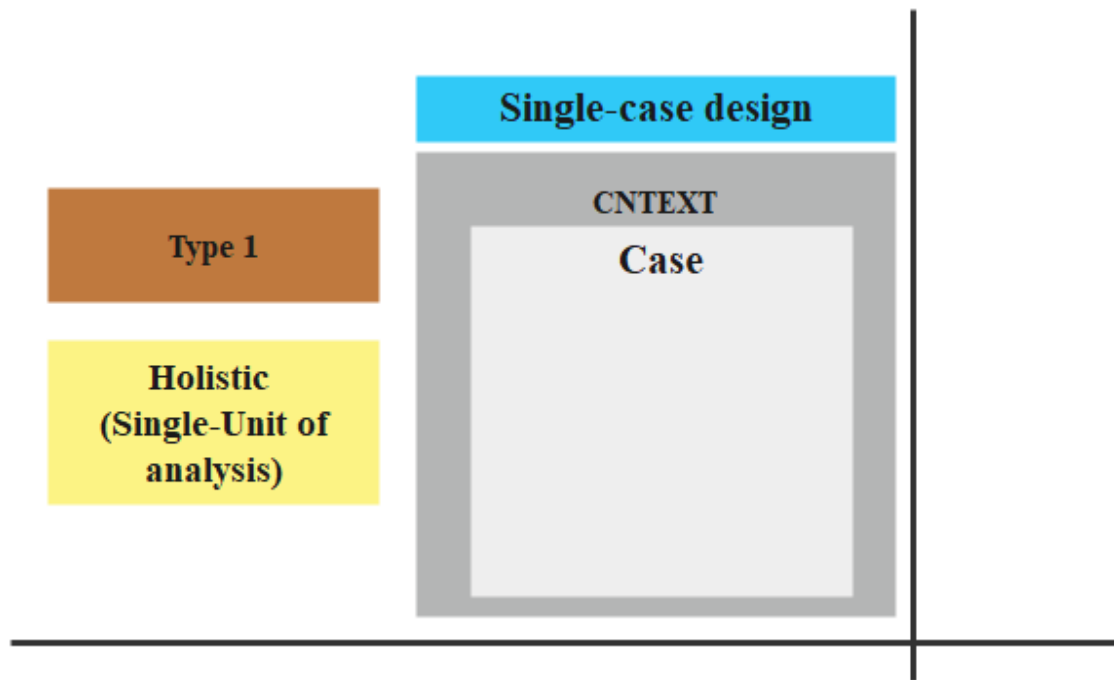 Single-case design
CNTEXT
Type 1
Case
Holistic
(Single-Unit of
analysis)